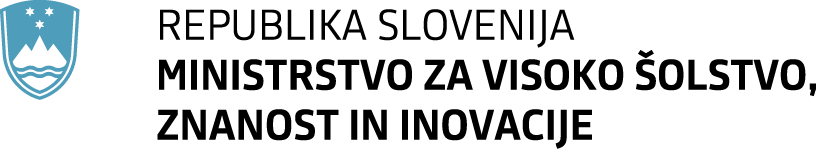 REPUBLIKA SLOVENIJA
MINISTRSTVO ZA VISOKO ŠOLSTVO,
ZNANOST IN INOVACIJE